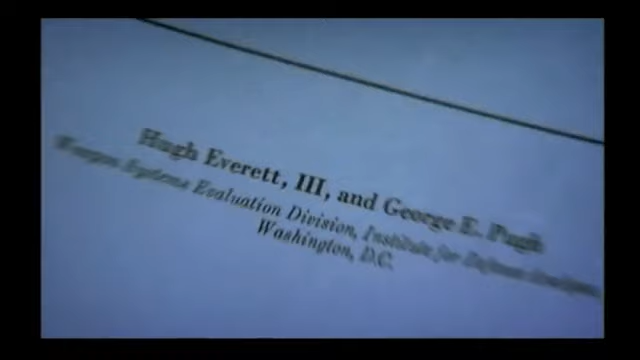 Hugh Everett, III, and George E. Pugh
Weapons Systems Evaluation Division, Institute for Defense Analyses,
Washington, D.C.